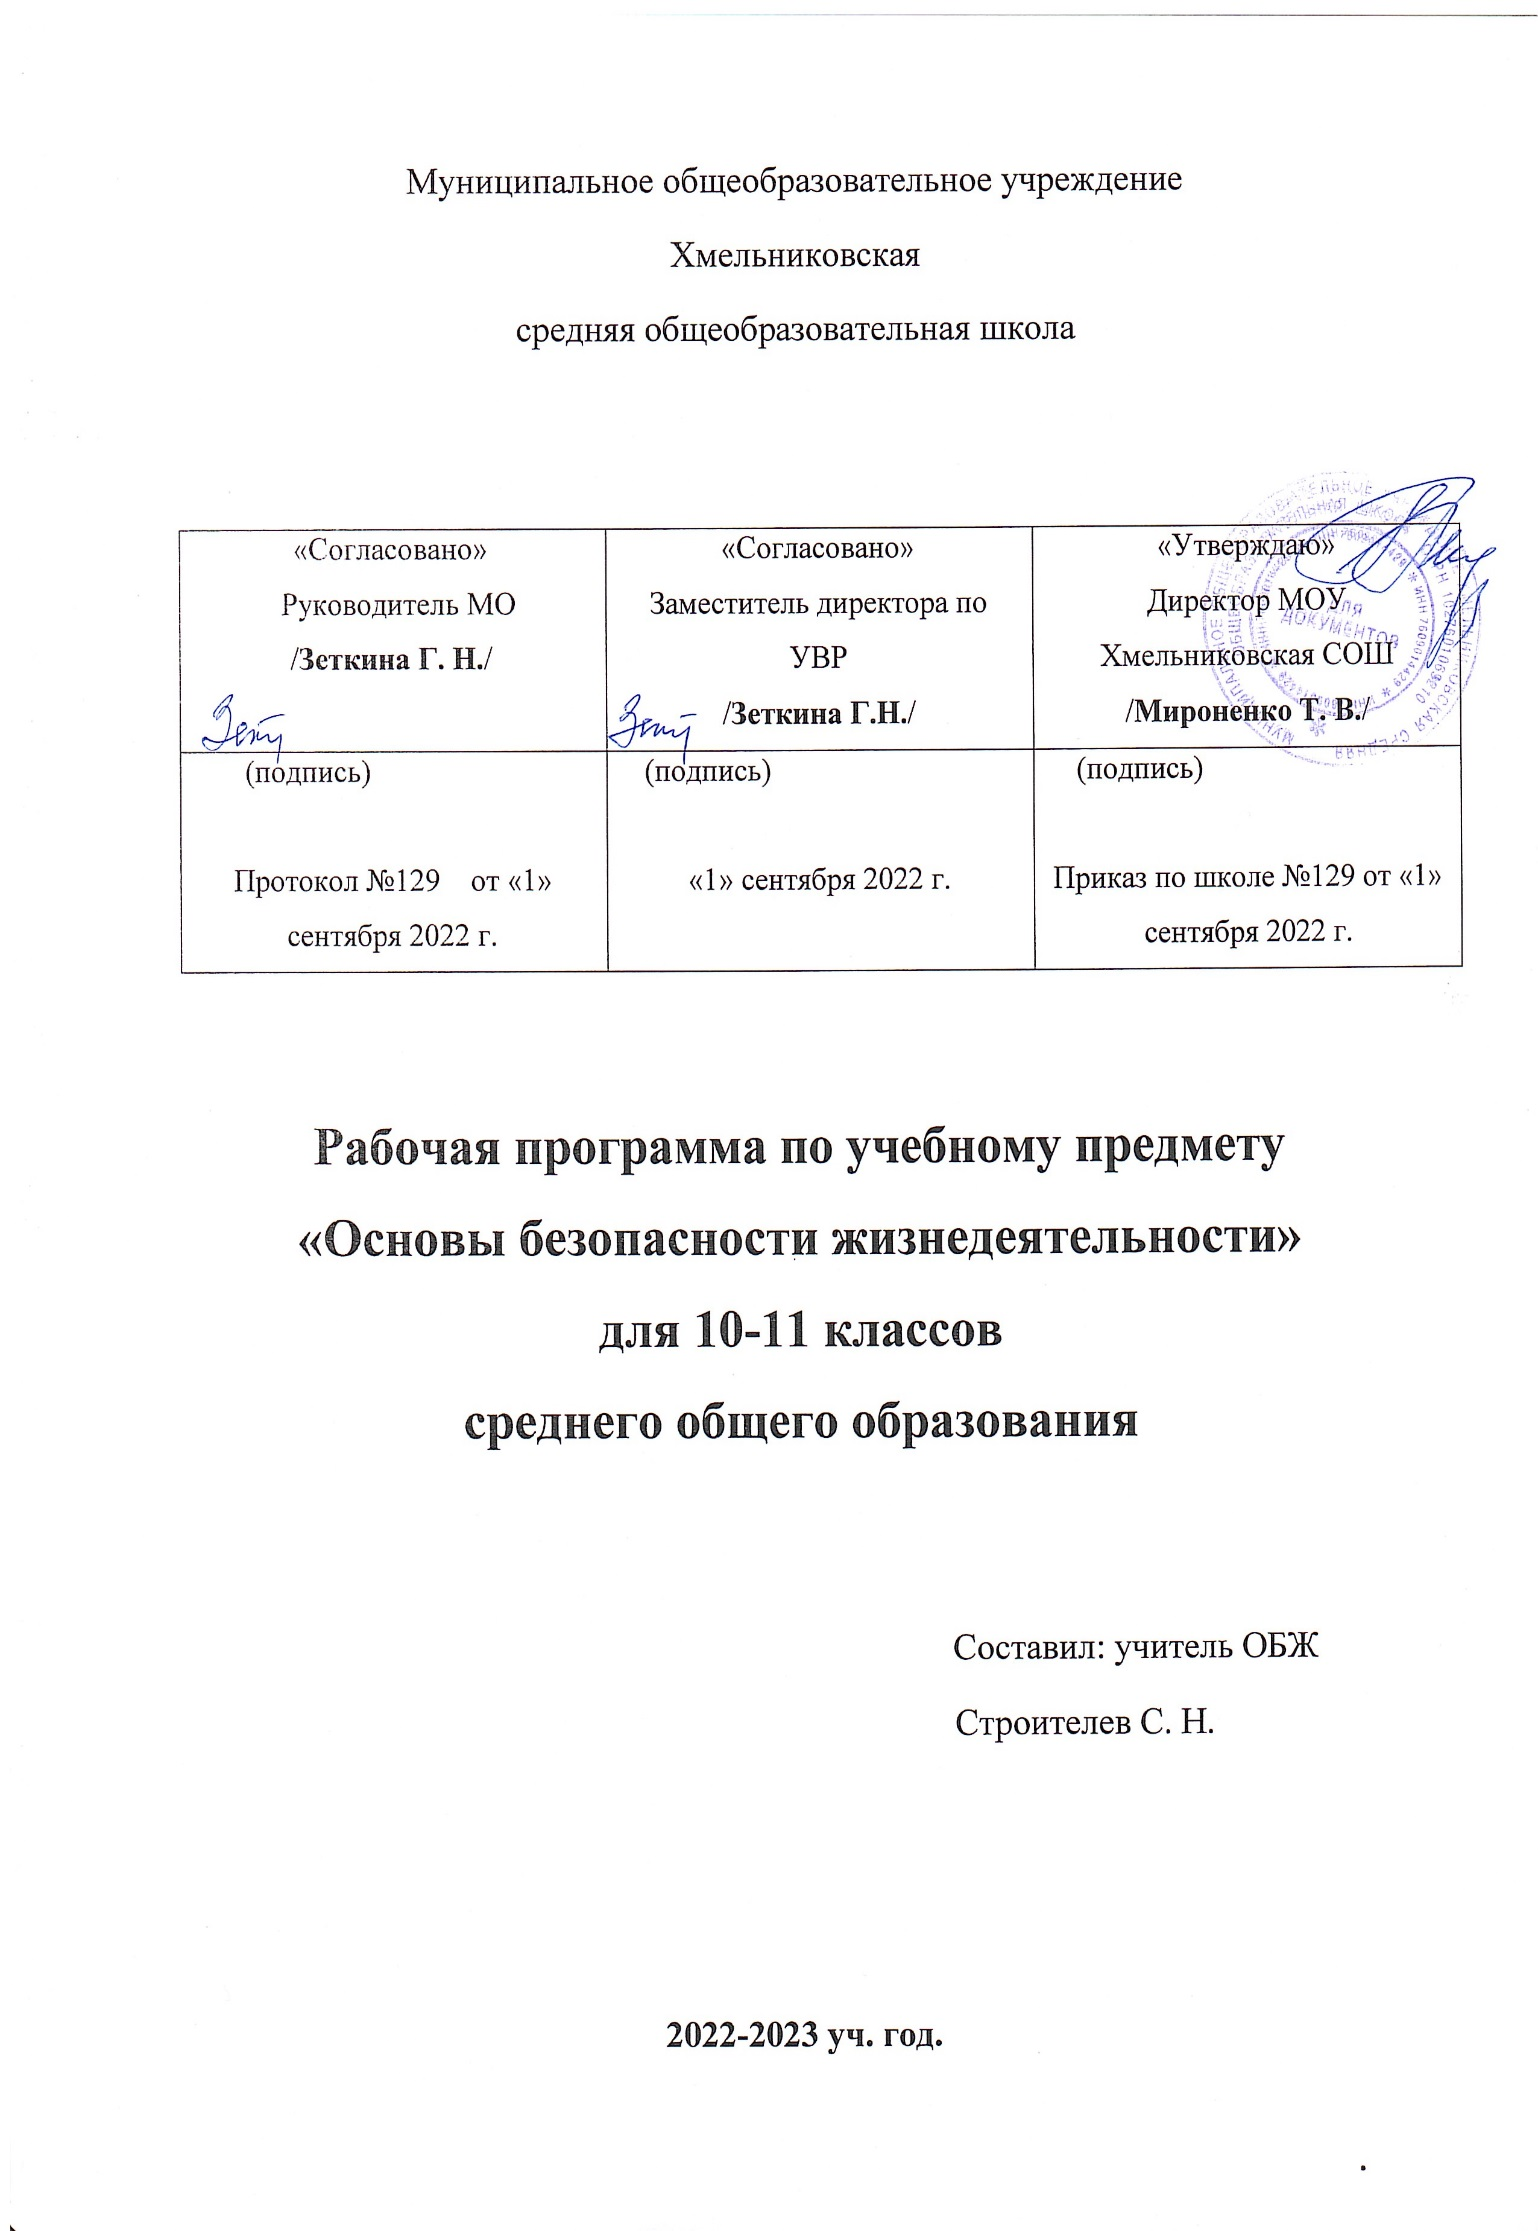 Муниципальное общеобразовательное учреждение
Хмельниковская
средняя общеобразовательная школа
«Согласовано»
Руководитель МО
/Зеткина Г. Н./
(подпись)
Протокол №129 от «1»
сентября 2022 г.
«Согласовано»
Заместитель директора по
УВР
/Зеткина Г.Н./
(подпись)
«1» сентября 2022 г.
«Утверждаю»
Директор МОУ
Хмельниковская СОШ
/Мироненко Т. В./
(подпись)
Приказ по школе №129 от «1»
сентября 2022 г.
ДЛЯ
ДОКУМЕНТОВ
Рабочая программа по учебному предмету
«Основы безопасности жизнедеятельности»
для 10-11 классов
среднего общего образования
Составил: учитель ОБЖ
Строителев С. Н.
2022-2023 уч. год.